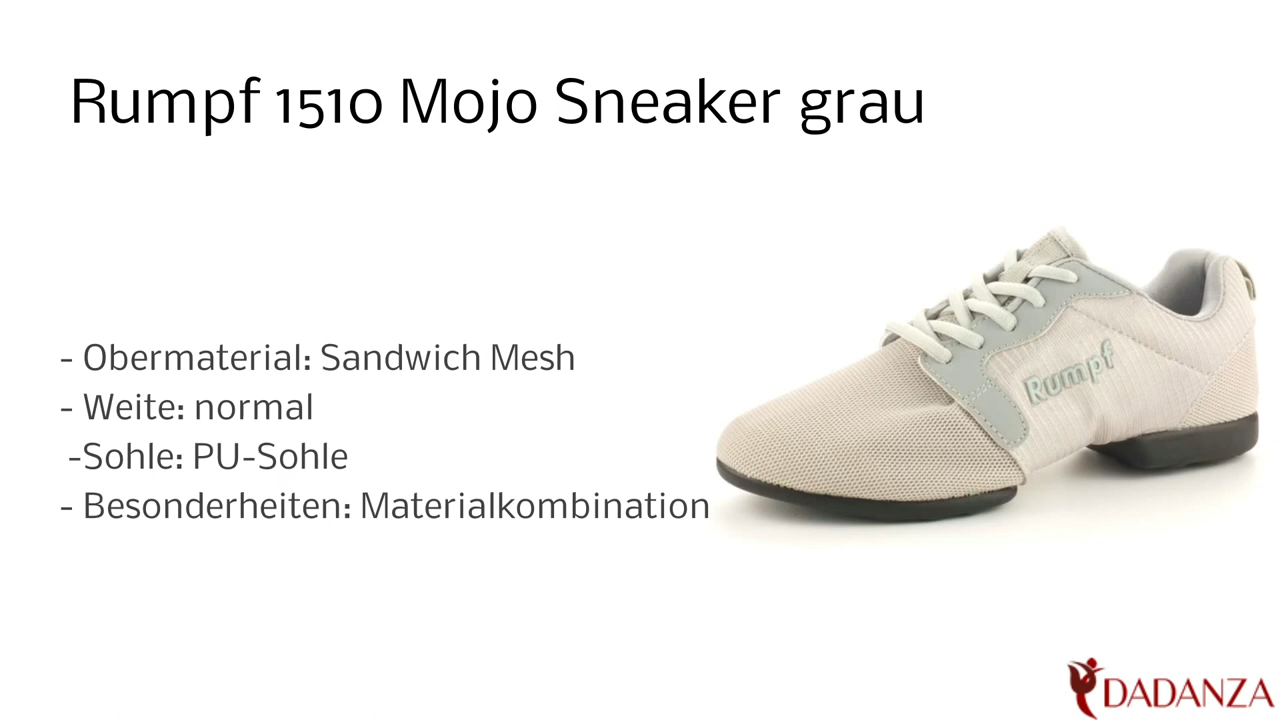 Rumpf 1510 Mojo Sneaker grau
- Obermaterial: Sandwich Mesh
- Weite: normal
-Sohle: PU-Sohle
- Besonderheiten: Materialkombination
Rumpf
DADANZA